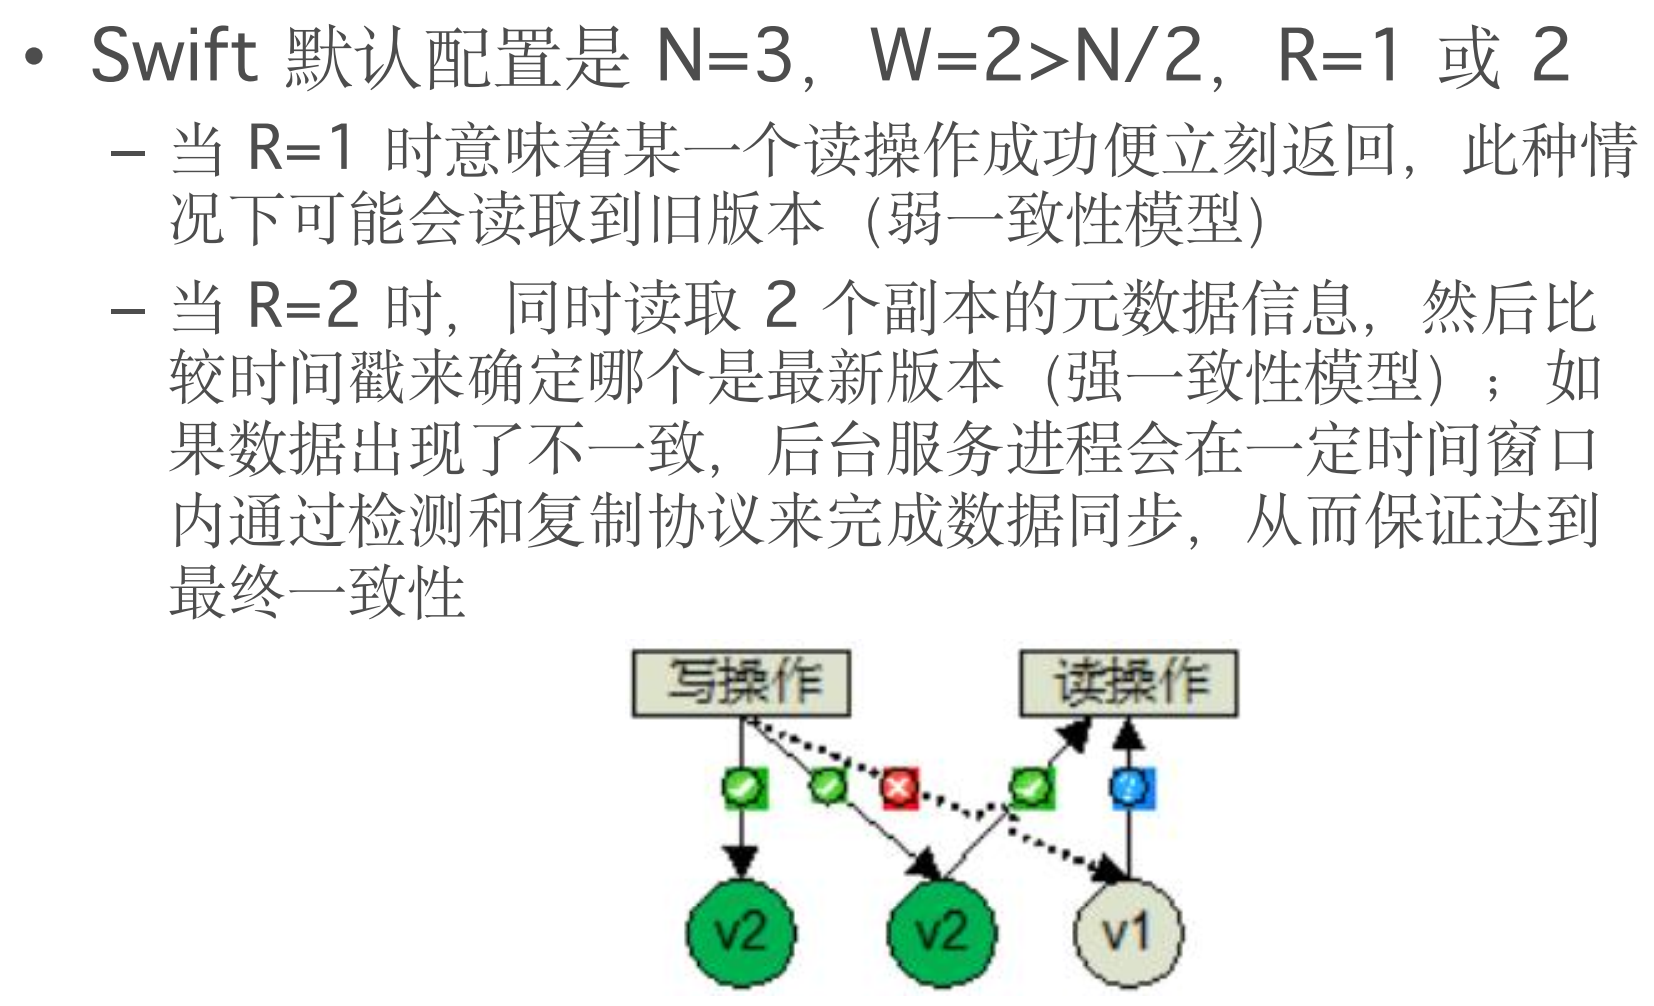 • Swift 默认配置是 N=3，W=2>N/2，R=1 或 2
– 当 R=1 时意味着某一个读操作成功便立刻返回，此种情
况下可能会读取到旧版本（弱一致性模型）
– 当 R=2 时，同时读取 2 个副本的元数据信息，然后比
较时间戳来确定哪个是最新版本（强一致性模型）；如
果数据出现了不一致，后台服务进程会在一定时间窗口
内通过检测和复制协议来完成数据同步，从而保证达到
最终一致性
写操作
读操作
v2
v2
v1